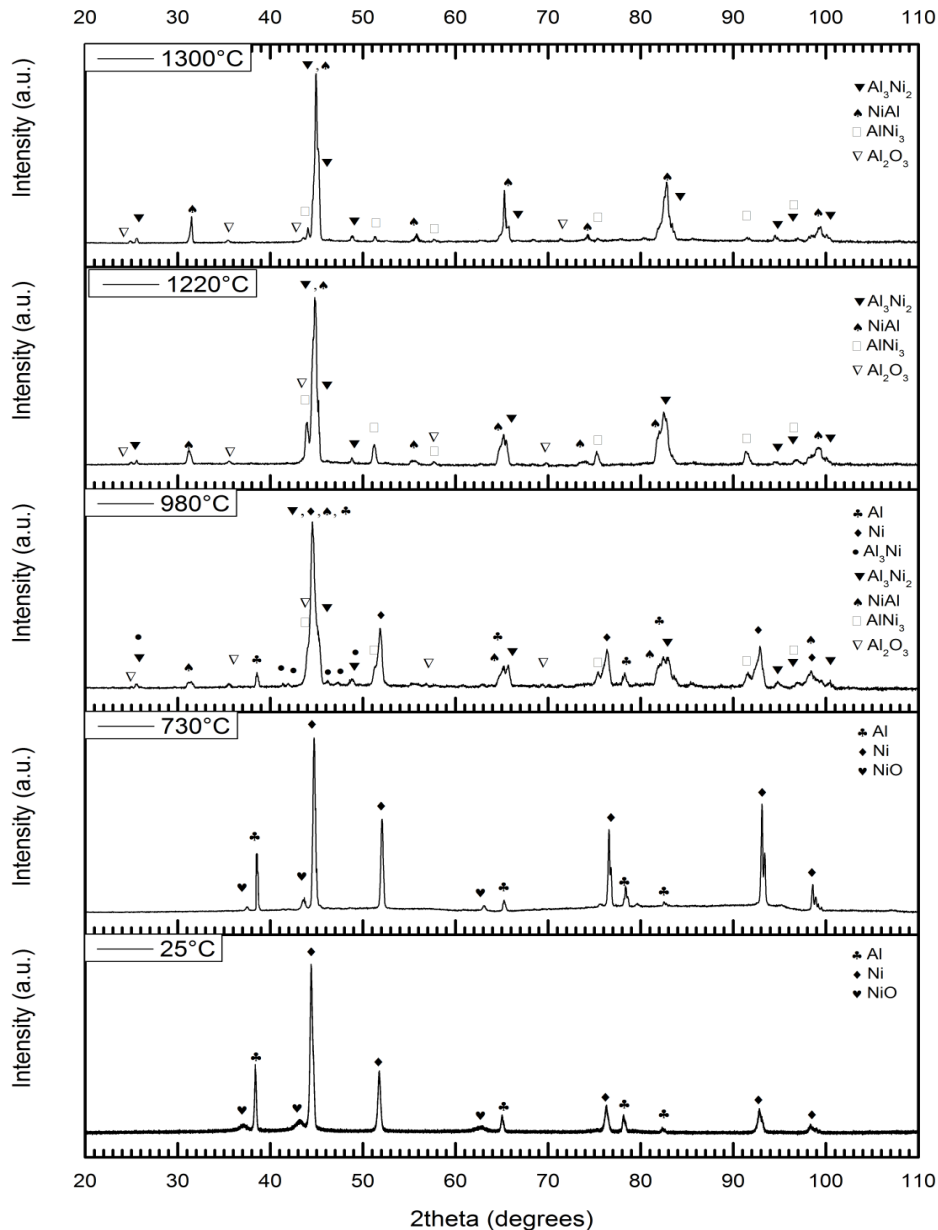 20 30 40 50 60 70 80 90 100 110
Intensity (a.u.)
1300°C
▼ , ♠
▼ Al₃Ni₂
♠ NiAl
□ AlNi₃
▽ Al₂O₃
Intensity (a.u.)
1220°C
▼ , ♠
▼ Al₃Ni₂
♠ NiAl
□ AlNi₃
▽ Al₂O₃
Intensity (a.u.)
980°C
▼ , ♦ , ♠ , ♣
♣ Al
♦ Ni
● Al₃Ni
▼ Al₃Ni₂
♠ NiAl
□ AlNi₃
▽ Al₂O₃
Intensity (a.u.)
730°C
♣ Al
♦ Ni
♥ NiO
Intensity (a.u.)
25°C
♣ Al
♦ Ni
♥ NiO
20 30 40 50 60 70 80 90 100 110
2theta (degrees)